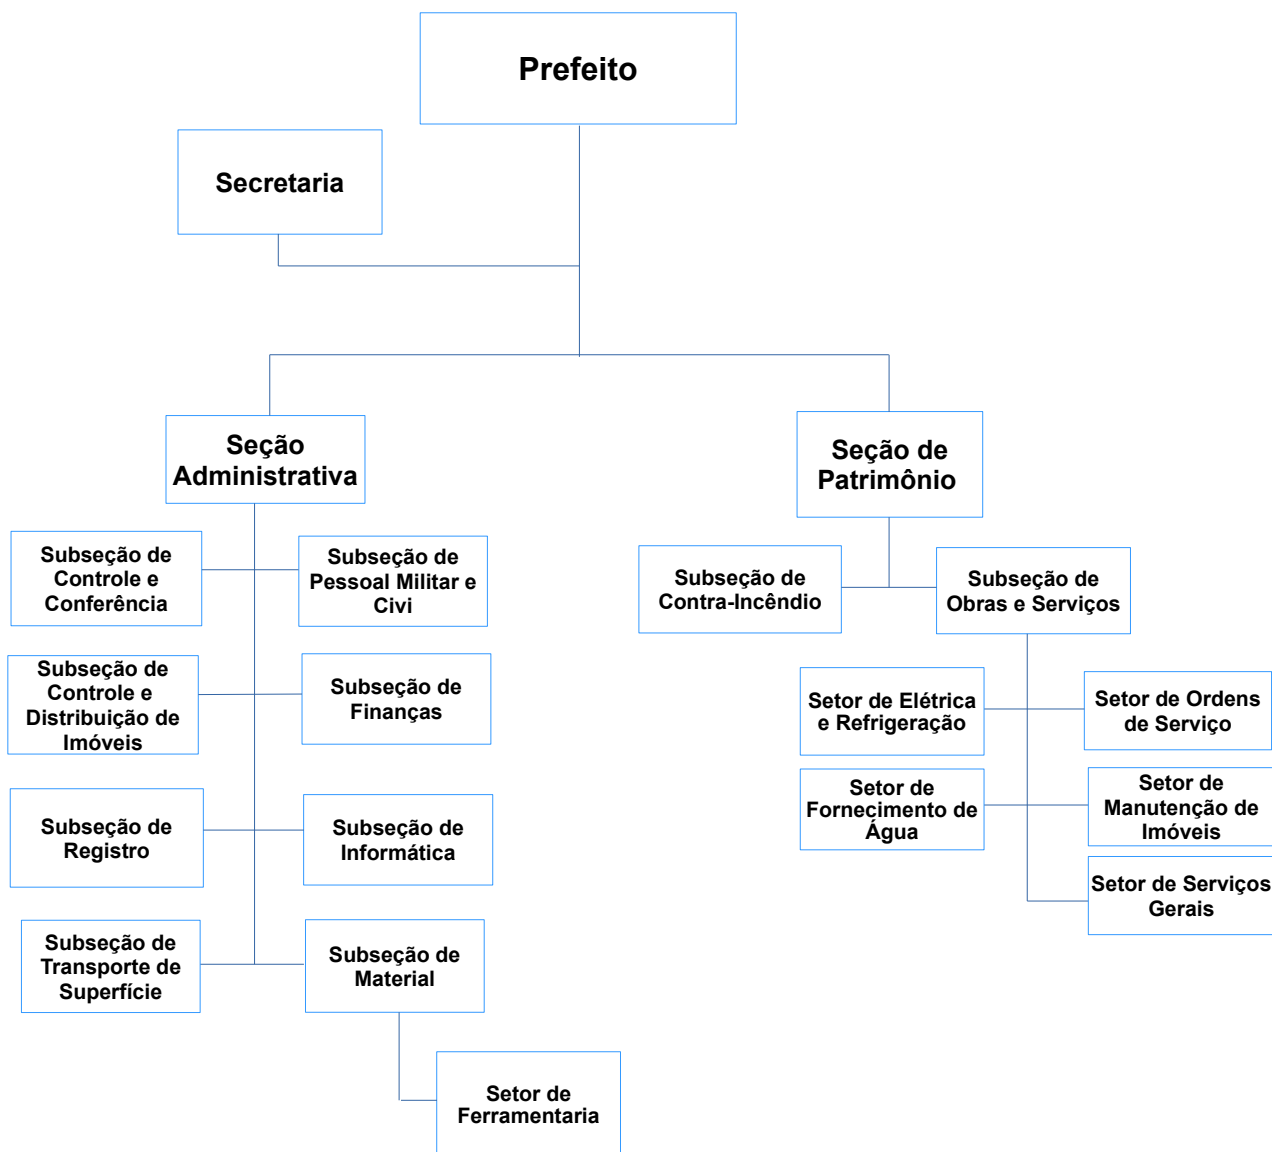 Prefeito
Secretaria
Seção
Administrativa
Seção de
Patrimônio
Subseção de
Controle e
Conferência
Subseção de
Pessoal Militar e
Civi
Subseção de
Contra-Incêndio
Subseção de
Obras e Serviços
Subseção de
Controle e
Distribuição de
Imóveis
Subseção de
Finanças
Setor de Elétrica
e Refrigeração
Setor de Ordens
de Serviço
Subseção de
Registro
Subseção de
Informática
Setor de
Fornecimento de
Água
Setor de
Manutenção de
Imóveis
Setor de Serviços
Gerais
Subseção de
Transporte de
Superfície
Subseção de
Material
Setor de
Ferramentaria